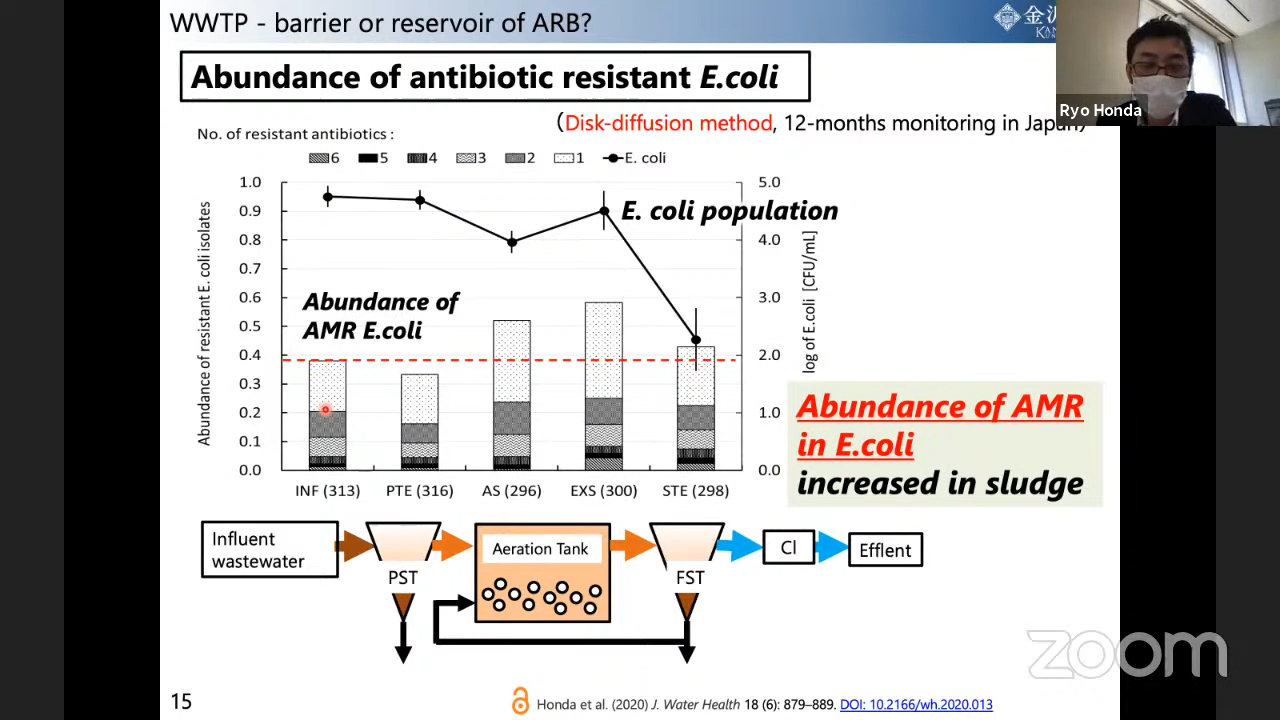 WWTP - barrier or reservoir of ARB?
金沢
Ryo Honda
Abundance of antibiotic resistant E.coli
(Disk-diffusion method, 12-months monitoring in Japan)
No. of resistant antibiotics :
6 5 4 3 2 1 E. coli
Abundance of resistant E. coli isolates
1.0
0.9
0.8
0.7
0.6
0.5
0.4
0.3
0.2
0.1
0.0
E. coli population
Abundance of
AMR E.coli
5.0
4.0
3.0
2.0
1.0
0.0
log of E.coli [CFU/mL]
INF (313) PTE (316) AS (296) EXS (300) STE (298)
Abundance of AMR
in E.coli
increased in sludge
Influent
wastewater
PST
Aeration Tank
FST
Cl
Efflent
zoom
15
Honda et al. (2020) J. Water Health 18 (6): 879–889. DOI: 10.2166/wh.2020.013